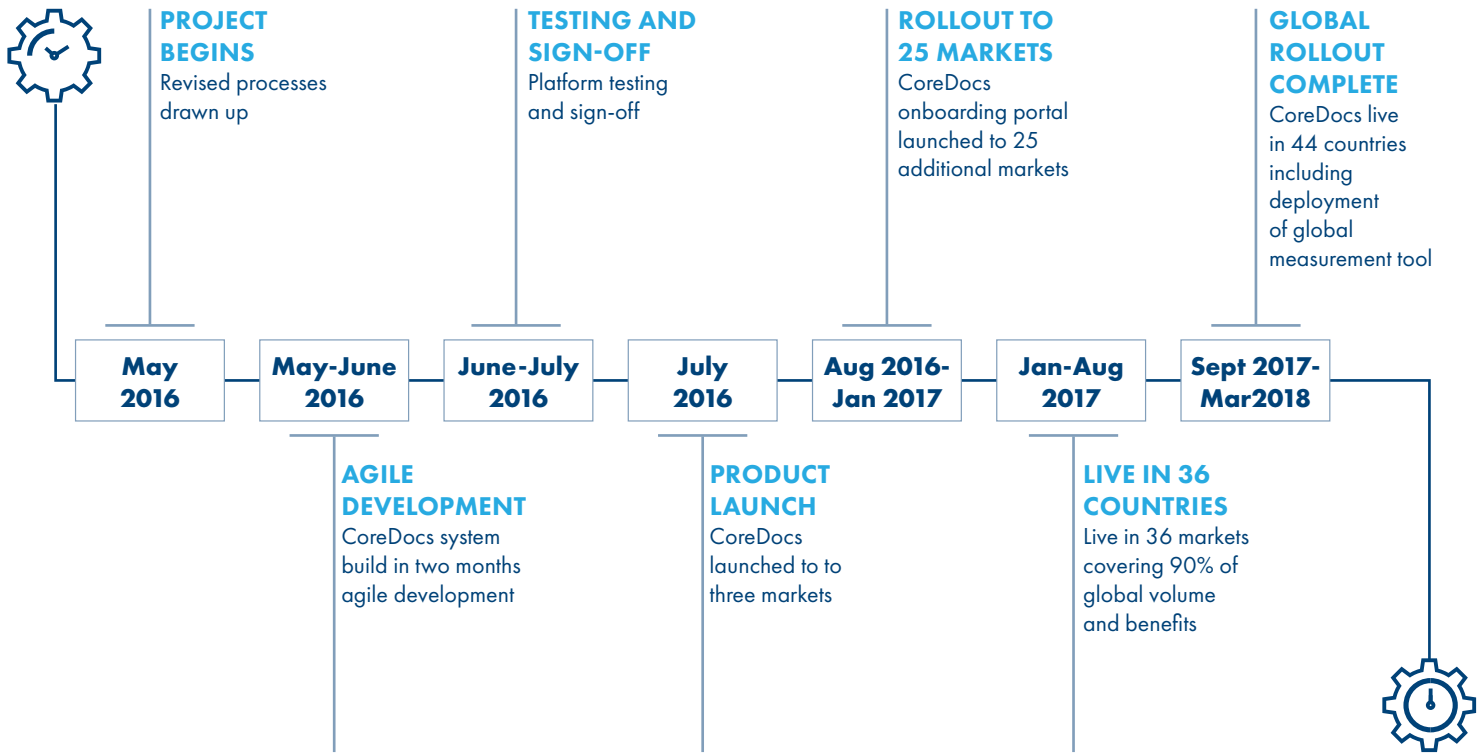 PROJECT
BEGINS
Revised processes
drawn up
TESTING AND
SIGN-OFF
Platform testing
and sign-off
ROLLOUT TO
25 MARKETS
CoreDocs
onboarding portal
launched to 25
additional markets
GLOBAL
ROLLOUT
COMPLETE
CoreDocs live
in 44 countries
including
deployment
of global
measurement tool
May
2016
May-June
2016
June-July
2016
July
2016
Aug 2016-
Jan 2017
Jan-Aug
2017
Sept 2017-
Mar2018
AGILE
DEVELOPMENT
CoreDocs system
build in two months
agile development
PRODUCT
LAUNCH
CoreDocs
launched to to
three markets
LIVE IN 36
COUNTRIES
Live in 36 markets
covering 90% of
global volume
and benefits